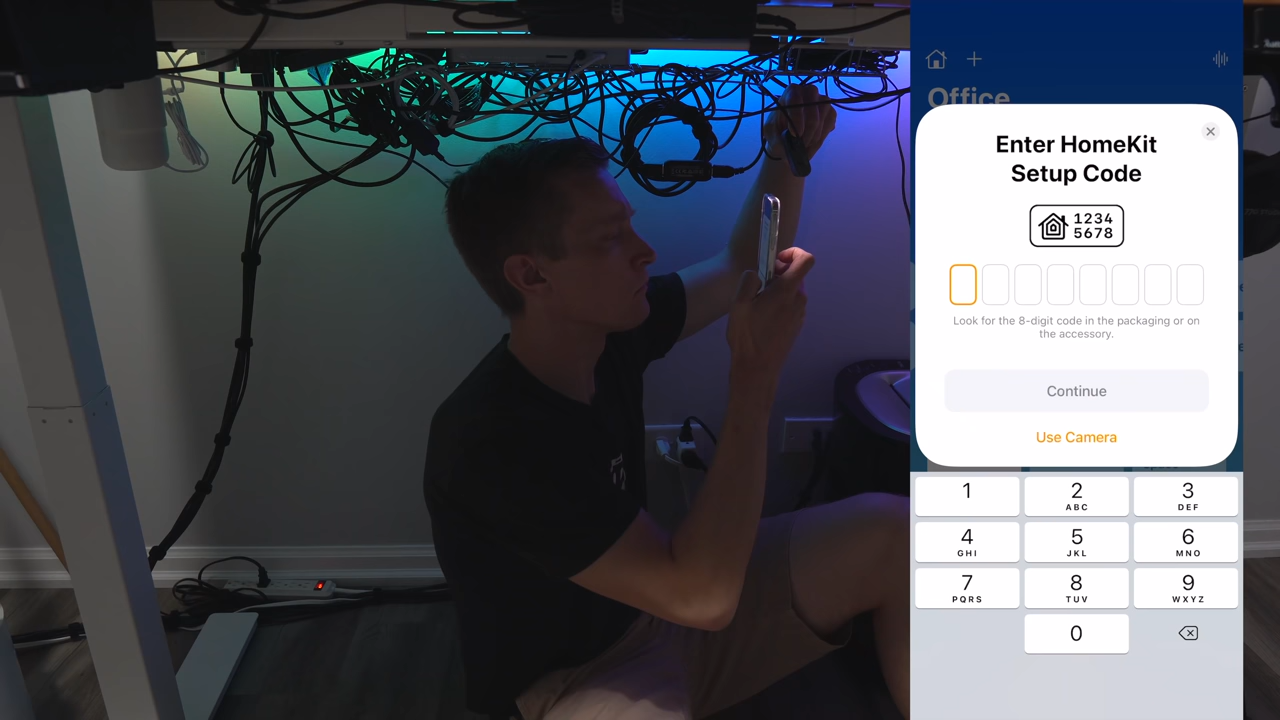 Office
Enter HomeKit
Setup Code
1234
5678
Look for the 8-digit code in the packaging or on
the accessory.
Continue
Use Camera
1
2
ABC
3
DEF
4
GHI
5
JKL
6
MNO
7
PQRS
8
TUV
9
WXYZ
0